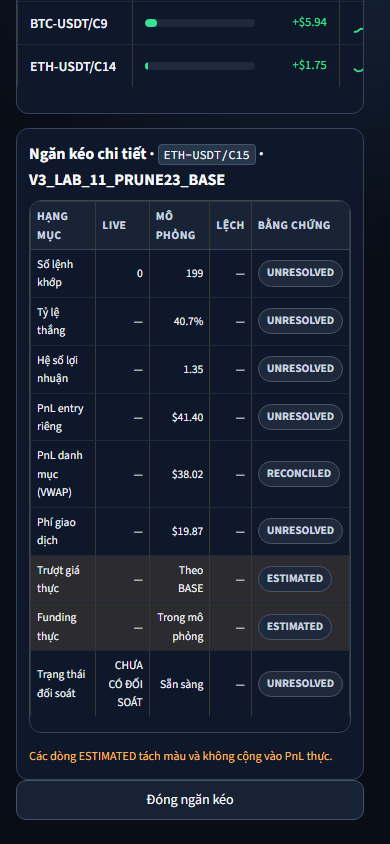 BTC-USDT/C9 +$5.94
ETH-USDT/C14 +$1.75
Ngăn kéo chi tiết · ETH-USDT/C15 ·
V3_LAB_11_PRUNE23_BASE
HẠNG MỤC LIVE MÔ PHỎNG LỆCH BẰNG CHỨNG
Số lệnh khớp 0 199 — UNRESOLVED
Tỷ lệ thắng — 40.7% — UNRESOLVED
Hệ số lợi nhuận — 1.35 — UNRESOLVED
PnL entry riêng — $41.40 — UNRESOLVED
PnL danh mục (VWAP) — $38.02 — RECONCILED
Phí giao dịch — $19.87 — UNRESOLVED
Trượt giá thực — Theo BASE — ESTIMATED
Funding thực — Trong mô phỏng — ESTIMATED
Trạng thái đối soát CHƯA CÓ ĐỐI SOÁT Sẵn sàng — UNRESOLVED
Các dòng ESTIMATED tách màu và không cộng vào PnL thực.
Đóng ngăn kéo